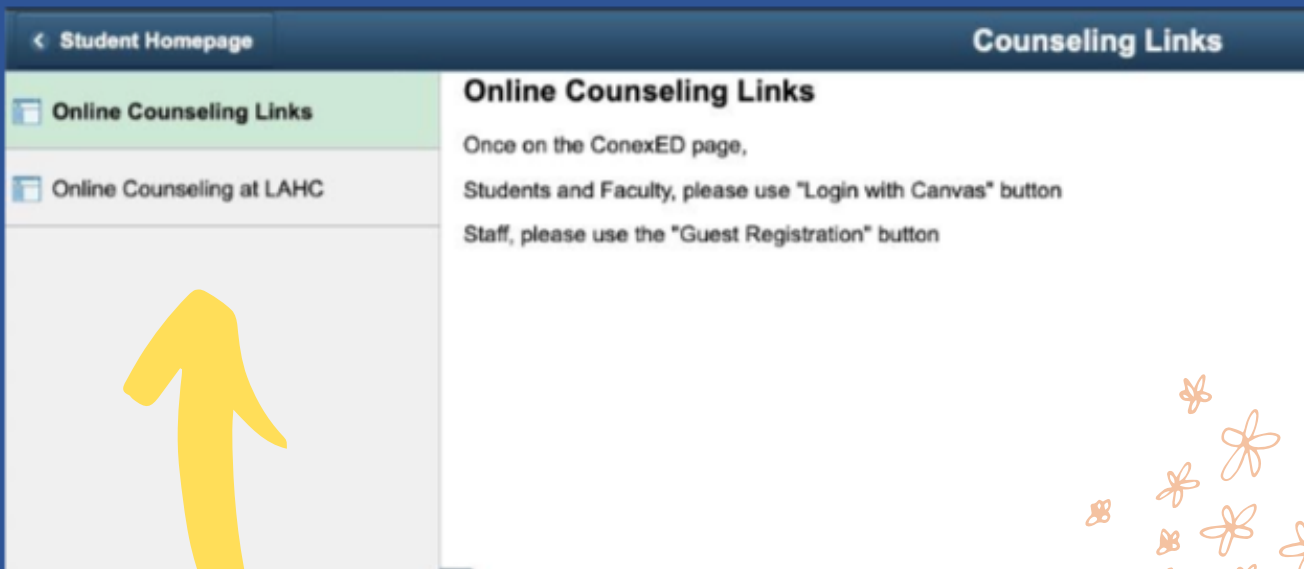 Student Homepage
Counseling Links
Online Counseling Links
Online Counseling at LAHC
Online Counseling Links
Once on the ConexED page,
Students and Faculty, please use "Login with Canvas" button
Staff, please use the "Guest Registration" button